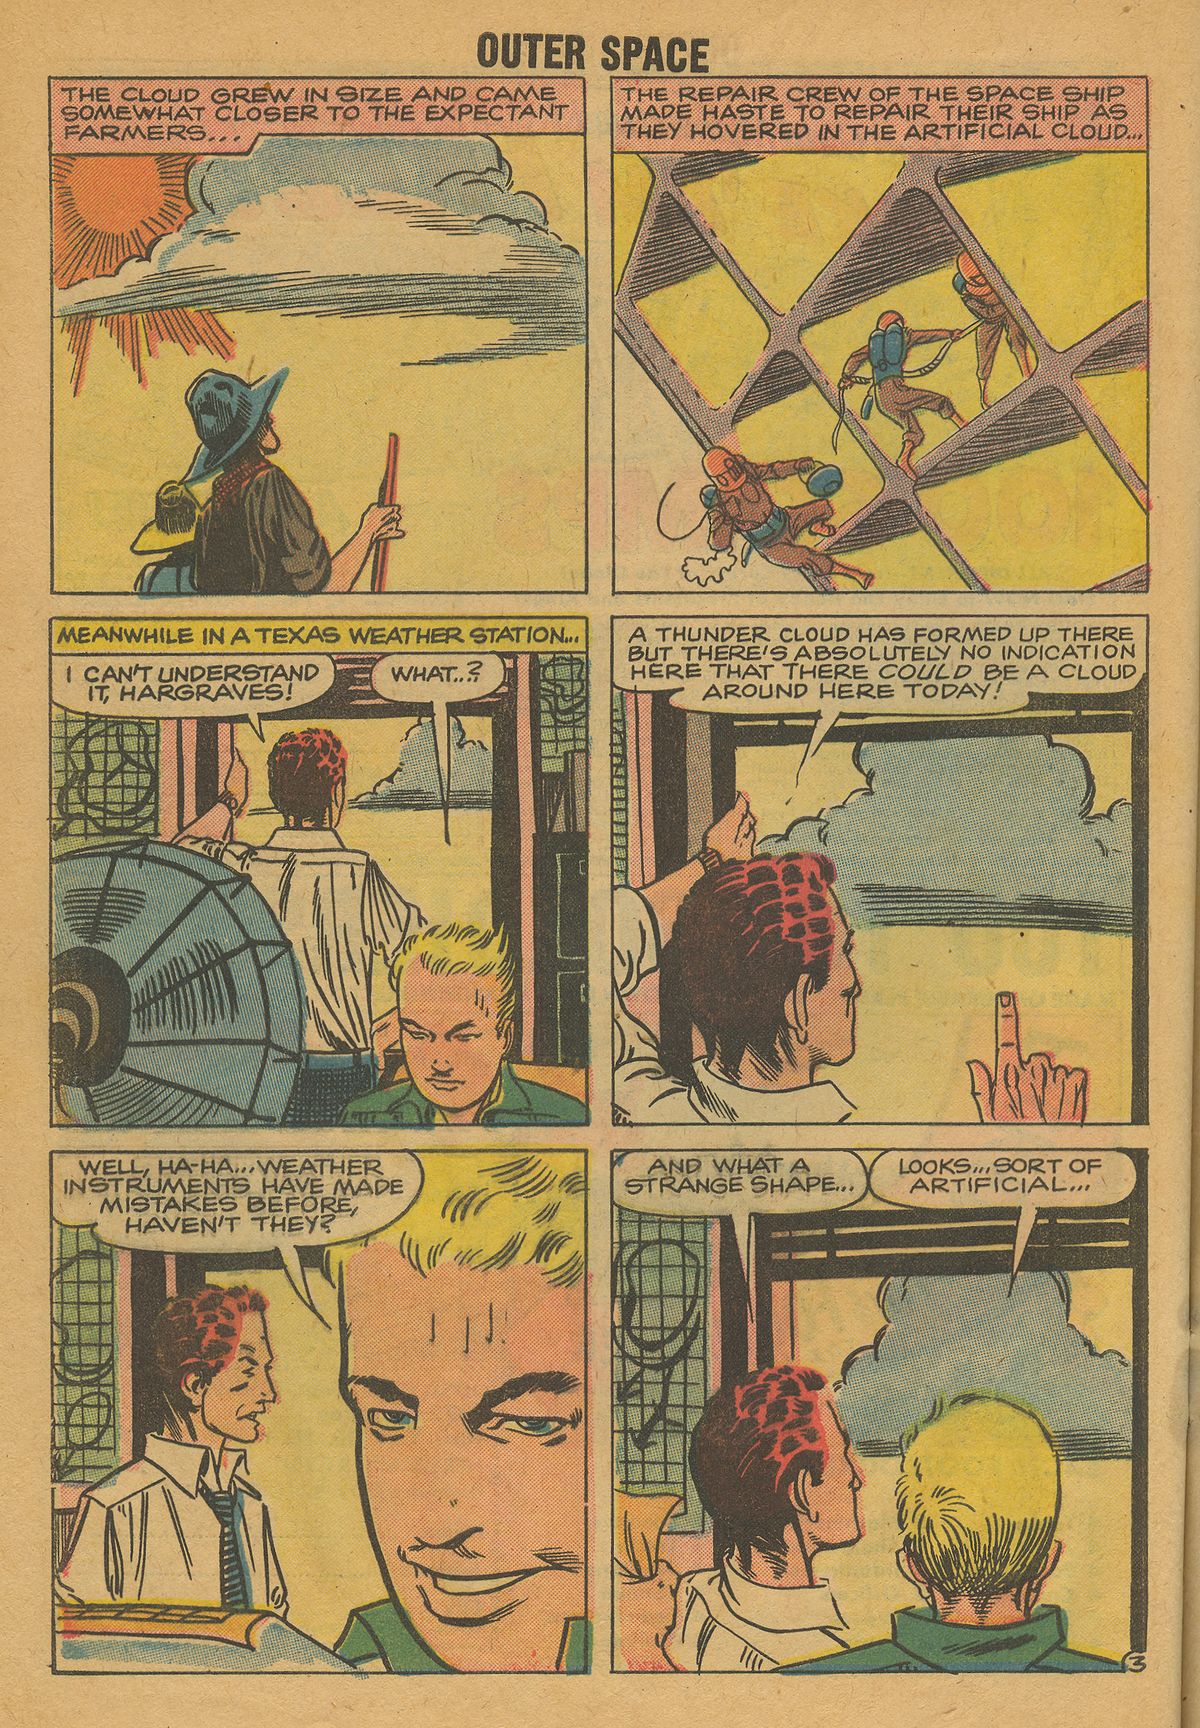 OUTER SPACE
THE CLOUD GREW IN SIZE AND CAME
SOMEWHAT CLOSER TO THE EXPECTANT
FARMERS...
THE REPAIR CREW OF THE SPACE SHIP
MADE HASTE TO REPAIR THEIR SHIP AS
THEY HOVERED IN THE ARTIFICIAL CLOUD...
MEANWHILE IN A TEXAS WEATHER STATION...
I CAN'T UNDERSTAND
IT, HARGRAVES!
WHAT..?
A THUNDER CLOUD HAS FORMED UP THERE
BUT THERE'S ABSOLUTELY NO INDICATION
HERE THAT THERE COULD BE A CLOUD
AROUND HERE TODAY!
WELL, HA-HA...WEATHER
INSTRUMENTS HAVE MADE
MISTAKES BEFORE,
HAVEN'T THEY?
AND WHAT A
STRANGE SHAPE...
LOOKS...SORT OF
ARTIFICIAL...
3